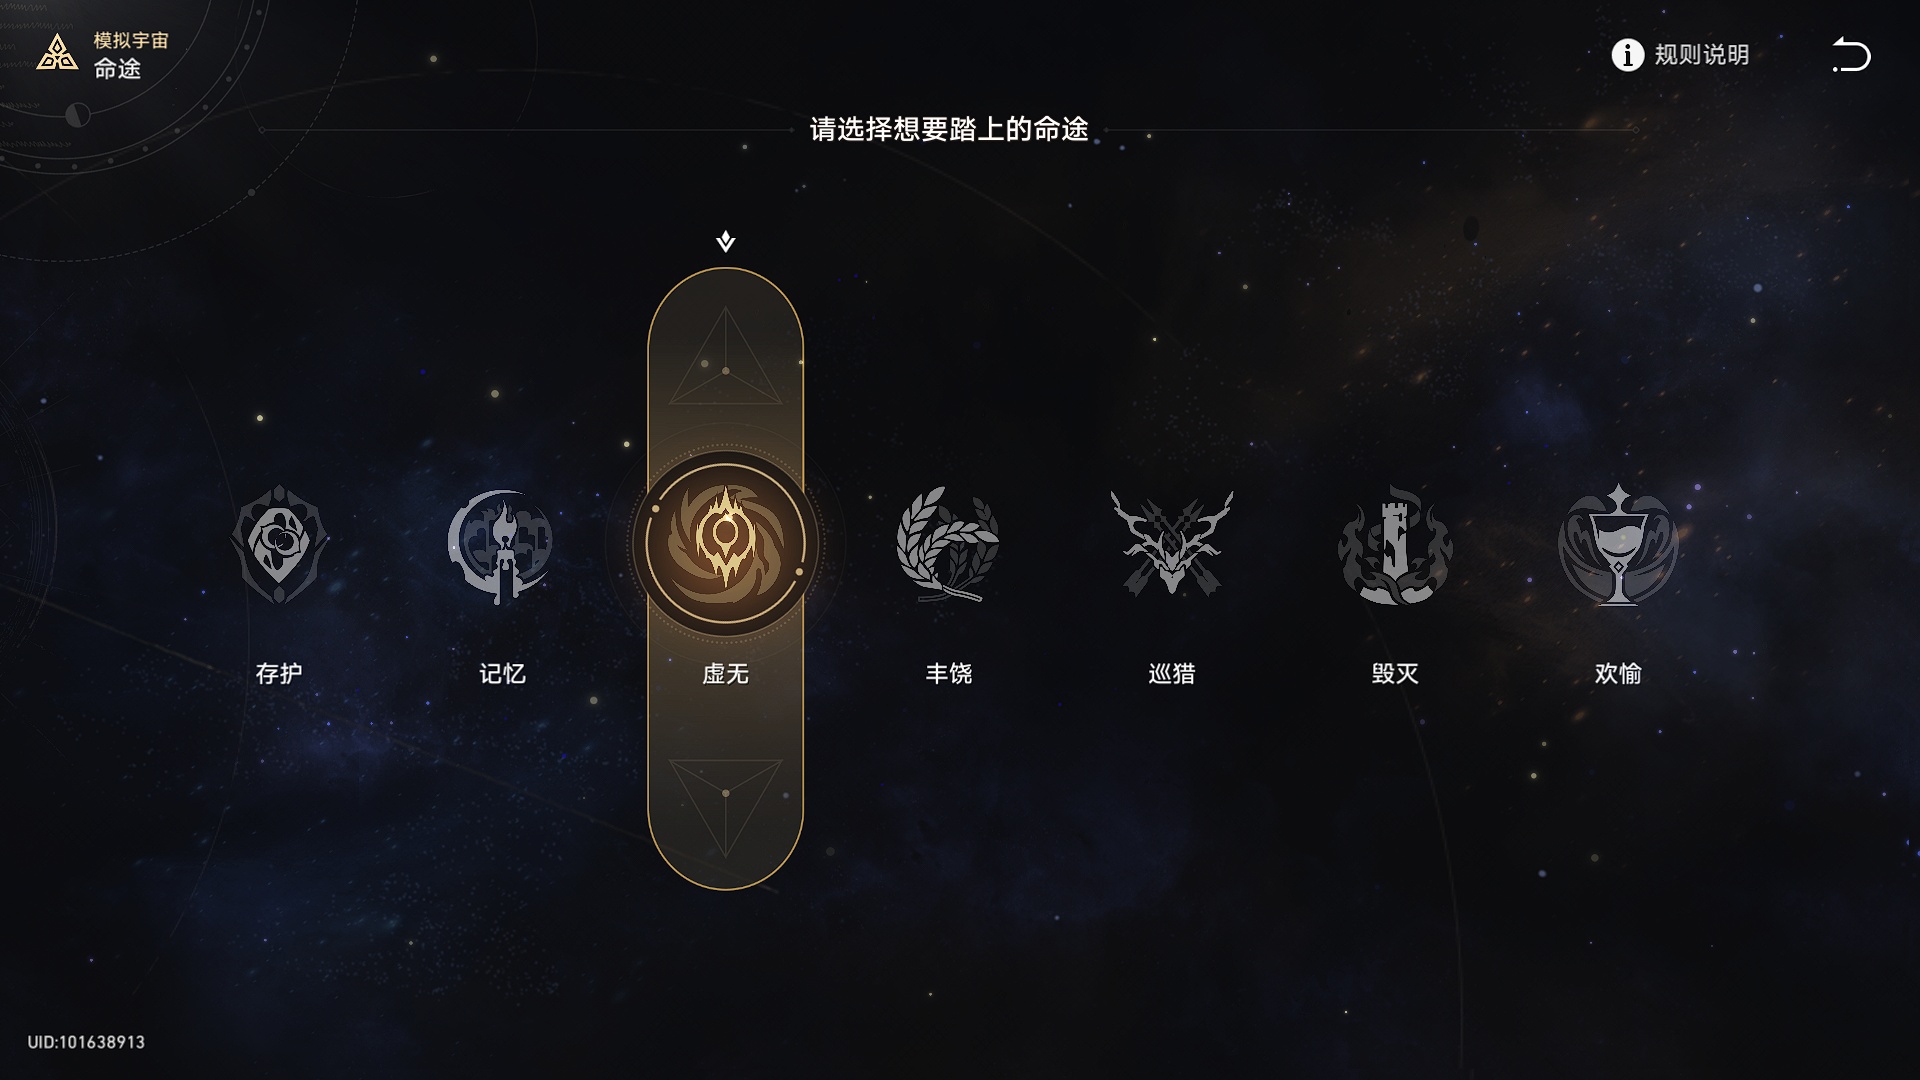 模拟宇宙
命途
规则说明
请选择想要踏上的命途
存护
记忆
虚无
丰饶
巡猎
毁灭
欢愉
UID:101638913